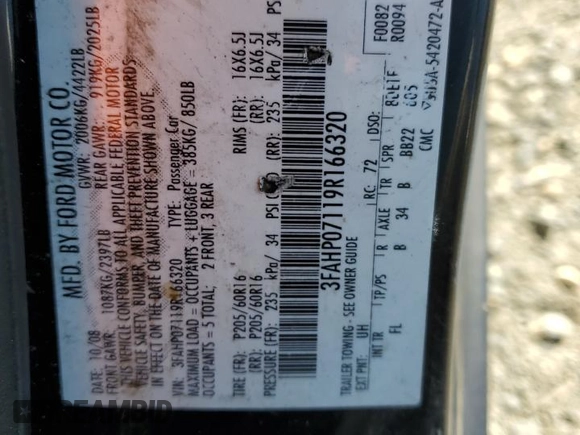 MFD. BY FORD MOTOR CO.
DATE: 10/08 GVWR: 2006KG/4422LB
FRONT GAWR: 1087KG/2397LB REAR GAWR: 919KG/2025LB
THIS VEHICLE CONFORMS TO ALL APPLICABLE FEDERAL MOTOR
VEHICLE SAFETY, BUMPER, AND THEFT PREVENTION STANDARDS
IN EFFECT ON THE DATE OF MANUFACTURE SHOWN ABOVE.
VIN: 3FAHP07119R166320 TYPE: Passenger Car
MAXIMUM LOAD = OCCUPANTS + LUGGAGE = 385KG/ 850LB
OCCUPANTS = 5 TOTAL: 2 FRONT, 3 REAR
TIRE (FR): P205/60R16 RIMS (FR): 16X6.5J
(RR): P205/60R16 (RR): 16X6.5J
PRESSURE (FR): 235 kPa/ 34 PSI (RR): 235 kPa/ 34 PS
3FAHP07119R166320
F0082
R0094
TRAILER TOWING - SEE OWNER GUIDE
EXT PNT: UH RC: 72 DSO:
INT TR TP/PS R AXLE TR SPR
FL B 34 B BB22
CMC